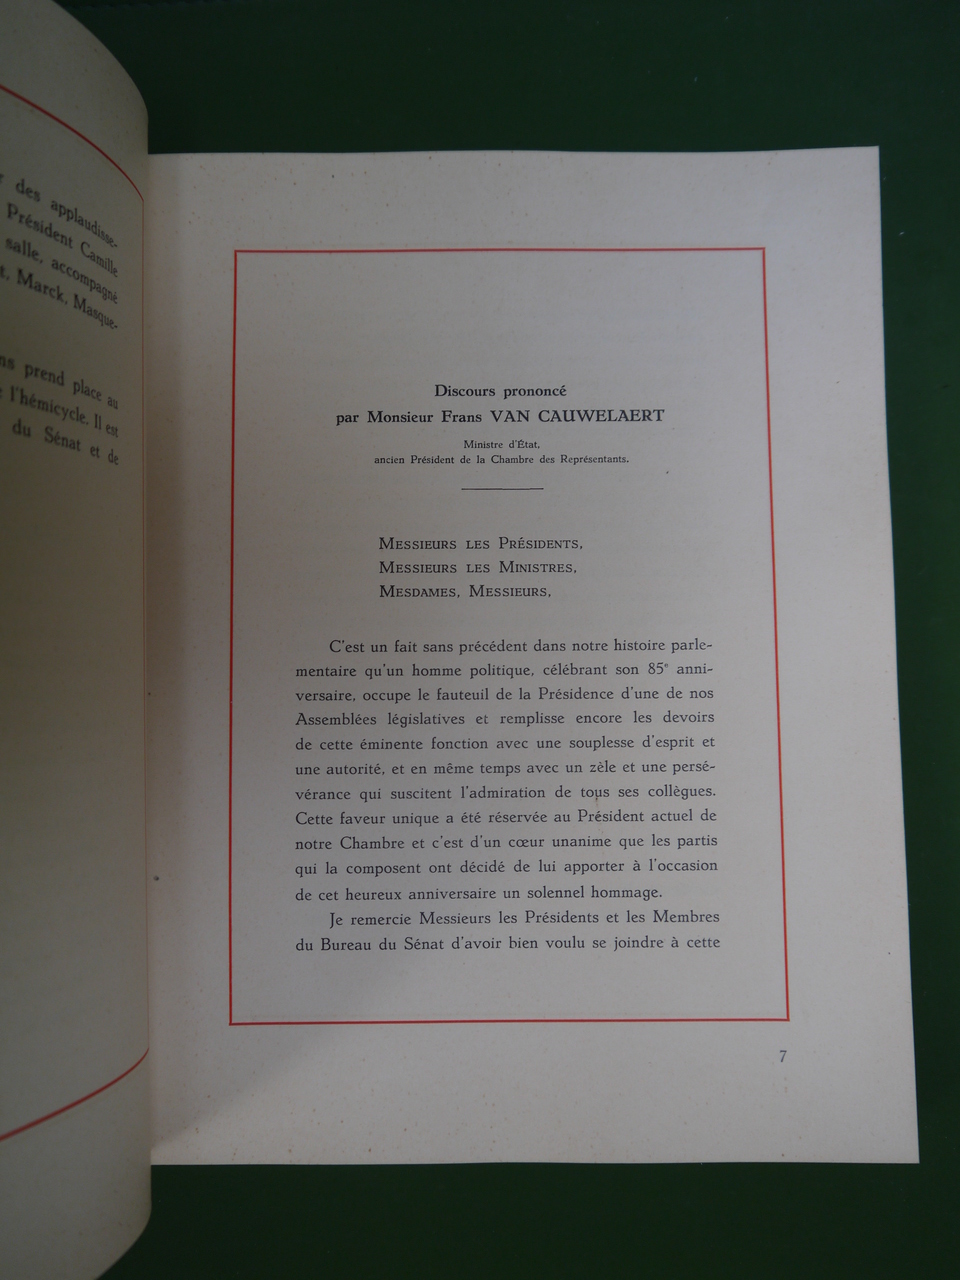 des applaudisse-
Président Camille
salle, accompagné
Marck, Masque-
prend place au
l'hémicycle. Il est
du Sénat et de
Discours prononcé
par Monsieur Frans VAN CAUWELAERT
Ministre d'État,
ancien Président de la Chambre des Représentants.
MESSIEURS LES PRÉSIDENTS,
MESSIEURS LES MINISTRES,
MESDAMES, MESSIEURS,
C'est un fait sans précédent dans notre histoire parle-
mentaire qu'un homme politique, célébrant son 85e anni-
versaire, occupe le fauteuil de la Présidence d'une de nos
Assemblées législatives et remplisse encore les devoirs
de cette éminente fonction avec une souplesse d'esprit et
une autorité, et en même temps avec un zèle et une persé-
vérance qui suscitent l'admiration de tous ses collègues.
Cette faveur unique a été réservée au Président actuel de
notre Chambre et c'est d'un cœur unanime que les partis
qui la composent ont décidé de lui apporter à l'occasion
de cet heureux anniversaire un solennel hommage.
Je remercie Messieurs les Présidents et les Membres
du Bureau du Sénat d'avoir bien voulu se joindre à cette
7